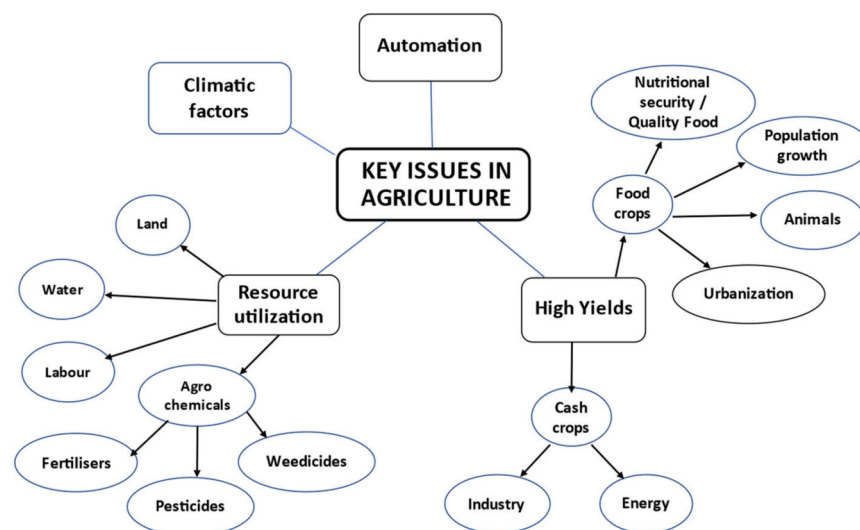 Automation
Climatic
factors
KEY ISSUES IN
AGRICULTURE
Nutritional
security /
Quality Food
Population
growth
Food
crops
Animals
Urbanization
Land
Water
Labour
Resource
utilization
High Yields
Agro
chemicals
Fertilisers
Pesticides
Weedicides
Cash
crops
Industry
Energy